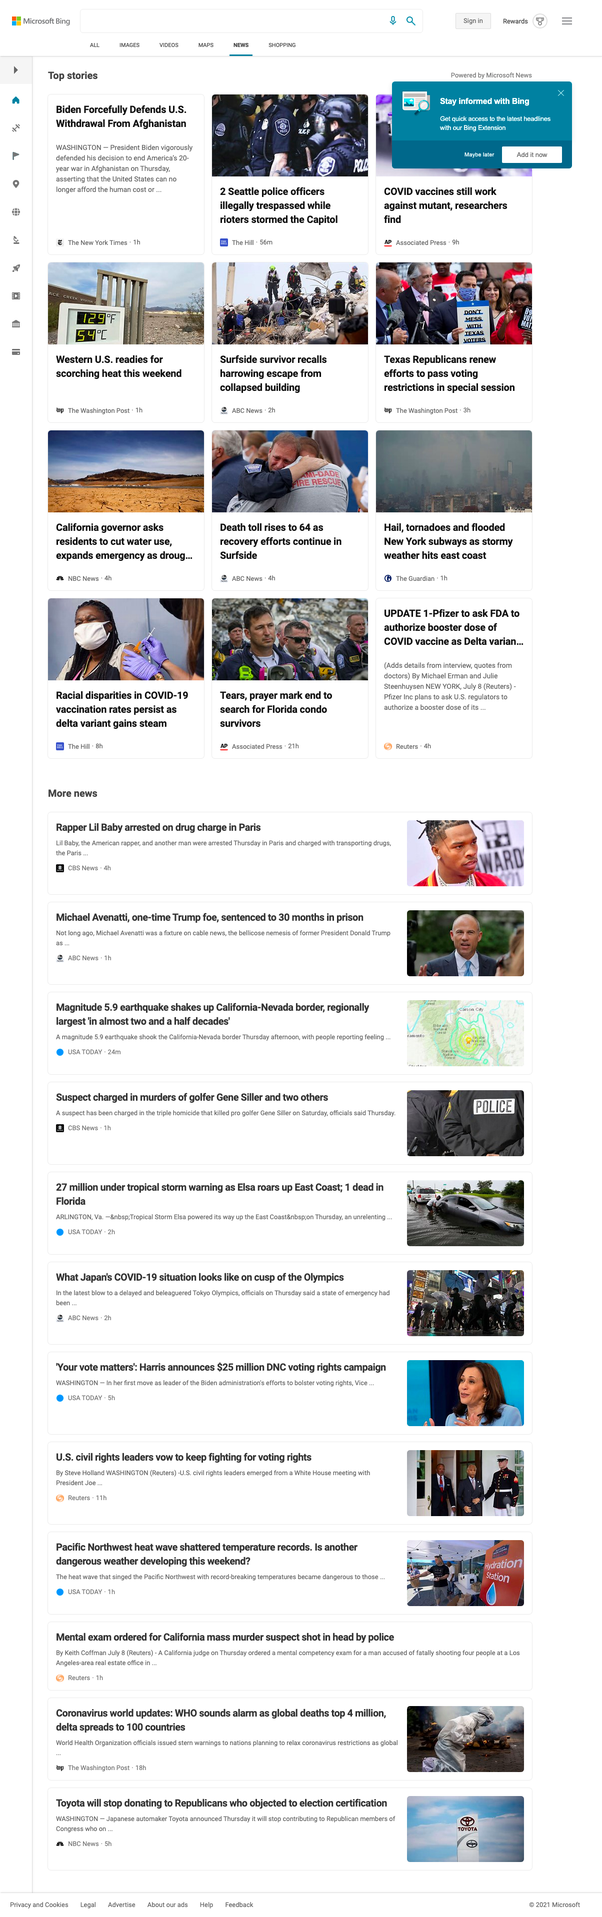 Microsoft Bing
Sign in
Rewards
ALL IMAGES VIDEOS MAPS NEWS SHOPPING
Top stories
Powered by Microsoft News
Stay informed with Bing
Get quick access to the latest headlines
with our Bing Extension
Maybe later
Add it now
Biden Forcefully Defends U.S.
Withdrawal From Afghanistan
WASHINGTON — President Biden vigorously
defended his decision to end America's 20-
year war in Afghanistan on Thursday,
asserting that the United States can no
longer afford the human cost or ...
The New York Times · 1h
2 Seattle police officers
illegally trespassed while
rioters stormed the Capitol
The Hill · 56m
COVID vaccines still work
against mutant, researchers
find
AP Associated Press · 9h
129°F
54°C
Western U.S. readies for
scorching heat this weekend
wp The Washington Post · 1h
Surfside survivor recalls
harrowing escape from
collapsed building
ABC News · 2h
DON'T
MESS
WITH
TEXAS
VOTERS
Texas Republicans renew
efforts to pass voting
restrictions in special session
wp The Washington Post · 3h
California governor asks
residents to cut water use,
expands emergency as droug...
NBC News · 4h
MI-DADE
FIRE RESCUE
Death toll rises to 64 as
recovery efforts continue in
Surfside
ABC News · 4h
Hail, tornadoes and flooded
New York subways as stormy
weather hits east coast
The Guardian · 1h
Racial disparities in COVID-19
vaccination rates persist as
delta variant gains steam
The Hill · 8h
Tears, prayer mark end to
search for Florida condo
survivors
AP Associated Press · 21h
UPDATE 1-Pfizer to ask FDA to
authorize booster dose of
COVID vaccine as Delta varian...
(Adds details from interview, quotes from
doctors) By Michael Erman and Julie
Steenhuysen NEW YORK, July 8 (Reuters) -
Pfizer Inc plans to ask U.S. regulators to
authorize a booster dose of its ...
Reuters · 4h
More news
Rapper Lil Baby arrested on drug charge in Paris
Lil Baby, the American rapper, and another man were arrested Thursday in Paris and charged with transporting drugs,
the Paris ...
CBS News · 4h
Michael Avenatti, one-time Trump foe, sentenced to 30 months in prison
Not long ago, Michael Avenatti was a fixture on cable news, the bellicose nemesis of former President Donald Trump
as ...
ABC News · 1h
Magnitude 5.9 earthquake shakes up California-Nevada border, regionally
largest 'in almost two and a half decades'
A magnitude 5.9 earthquake shook the California-Nevada border Thursday afternoon, with people reporting feeling ...
USA TODAY · 24m
Suspect charged in murders of golfer Gene Siller and two others
A suspect has been charged in the triple homicide that killed pro golfer Gene Siller on Saturday, officials said Thursday.
CBS News · 1h
POLICE
27 million under tropical storm warning as Elsa roars up East Coast; 1 dead in
Florida
ARLINGTON, Va. —&nbsp;Tropical Storm Elsa powered its way up the East Coast&nbsp;on Thursday, an unrelenting ...
USA TODAY · 2h
What Japan's COVID-19 situation looks like on cusp of the Olympics
In the latest blow to a delayed and beleaguered Tokyo Olympics, officials on Thursday said a state of emergency had
been ...
ABC News · 2h
'Your vote matters': Harris announces $25 million DNC voting rights campaign
WASHINGTON — In her first move as leader of the Biden administration's efforts to bolster voting rights, Vice ...
USA TODAY · 5h
U.S. civil rights leaders vow to keep fighting for voting rights
By Steve Holland WASHINGTON (Reuters) -U.S. civil rights leaders emerged from a White House meeting with
President Joe ...
Reuters · 11h
Pacific Northwest heat wave shattered temperature records. Is another
dangerous weather developing this weekend?
The heat wave that singed the Pacific Northwest with record-breaking temperatures became dangerous to those ...
USA TODAY · 1h
Hydration
Station
Mental exam ordered for California mass murder suspect shot in head by police
By Keith Coffman July 8 (Reuters) - A California judge on Thursday ordered a mental competency exam for a man accused of fatally shooting four people at a Los
Angeles-area real estate office in ...
Reuters · 1h
Coronavirus world updates: WHO sounds alarm as global deaths top 4 million,
delta spreads to 100 countries
World Health Organization officials issued stern warnings to nations planning to relax coronavirus restrictions as global
...
wp The Washington Post · 18h
Toyota will stop donating to Republicans who objected to election certification
WASHINGTON — Japanese automaker Toyota announced Thursday it will stop contributing to Republican members of
Congress who on ...
NBC News · 5h
TOYOTA
Privacy and Cookies Legal Advertise About our ads Help Feedback © 2021 Microsoft